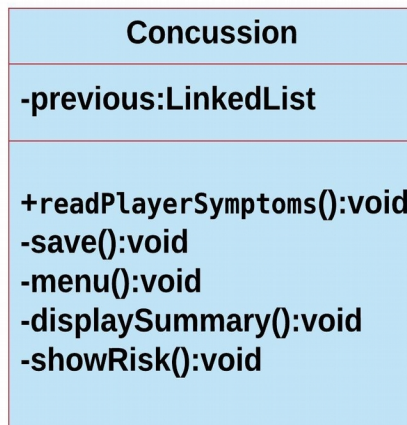 Concussion
-previous:LinkedList
+readPlayerSymptoms():void
-save():void
-menu():void
-displaySummary():void
-showRisk():void